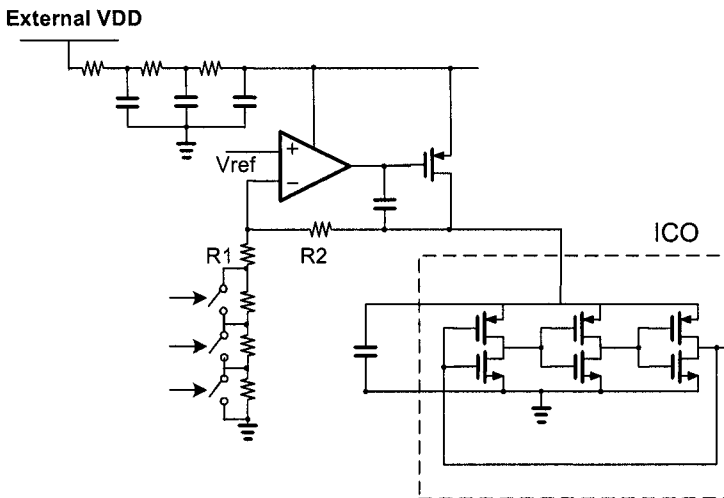 External VDD
+
Vref
−
R1
R2
ICO